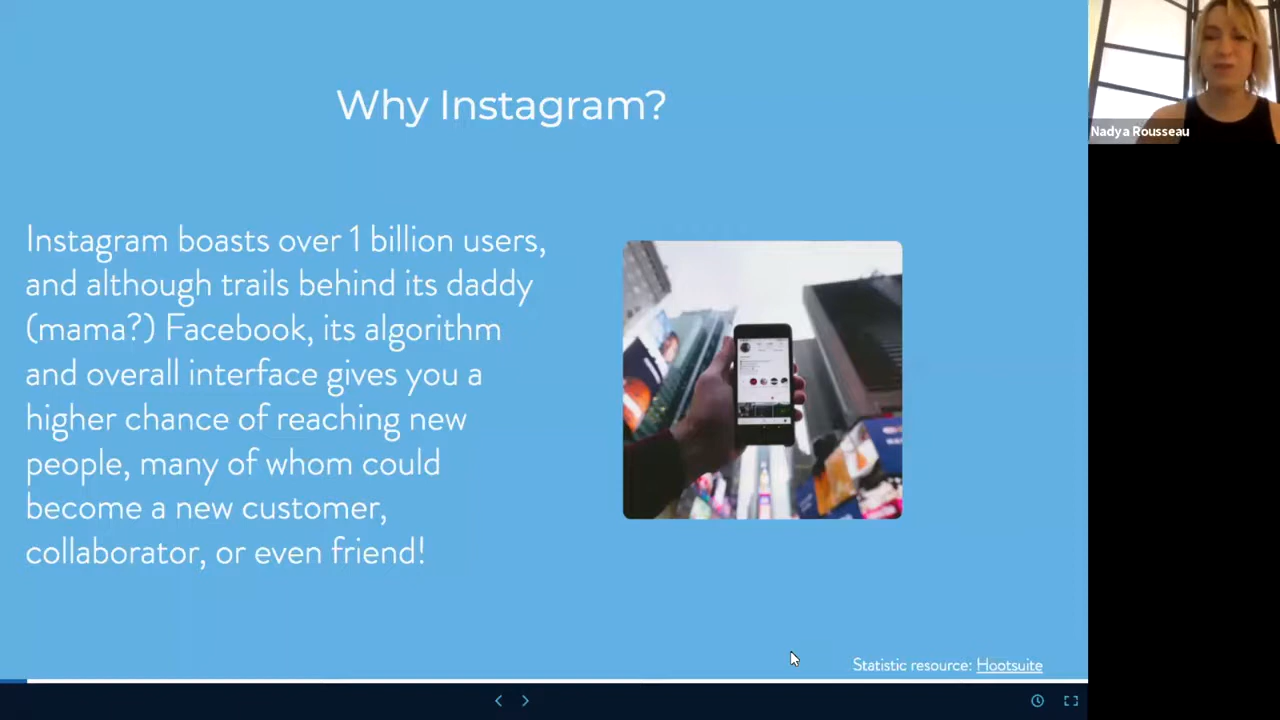 Why Instagram?
Instagram boasts over 1 billion users,
and although trails behind its daddy
(mama?) Facebook, its algorithm
and overall interface gives you a
higher chance of reaching new
people, many of whom could
become a new customer,
collaborator, or even friend!
Statistic resource: Hootsuite
Nadya Rousseau